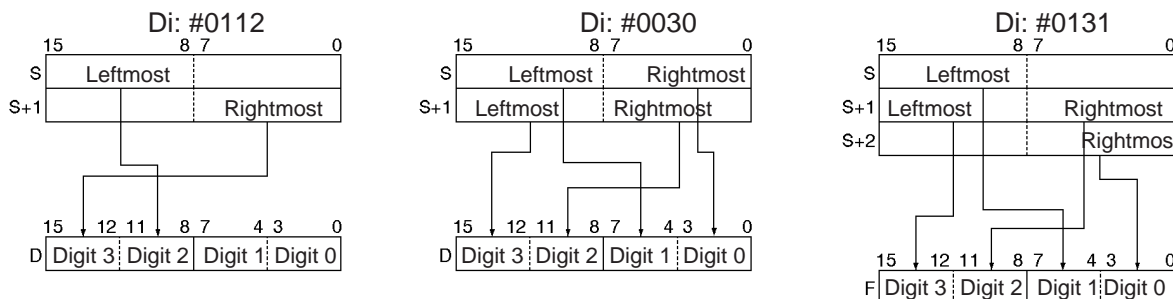 Di: #0112
15 8 7 0
S Leftmost
S+1 Rightmost
15 12 11 8 7 4 3 0
D Digit 3 Digit 2 Digit 1 Digit 0
Di: #0030
15 8 7 0
S Leftmost Rightmost
S+1 Leftmost Rightmost
15 12 11 8 7 4 3 0
D Digit 3 Digit 2 Digit 1 Digit 0
Di: #0131
15 8 7 0
S Leftmost
S+1 Leftmost Rightmost
S+2 Rightmos
15 12 11 8 7 4 3 0
F Digit 3 Digit 2 Digit 1 Digit 0